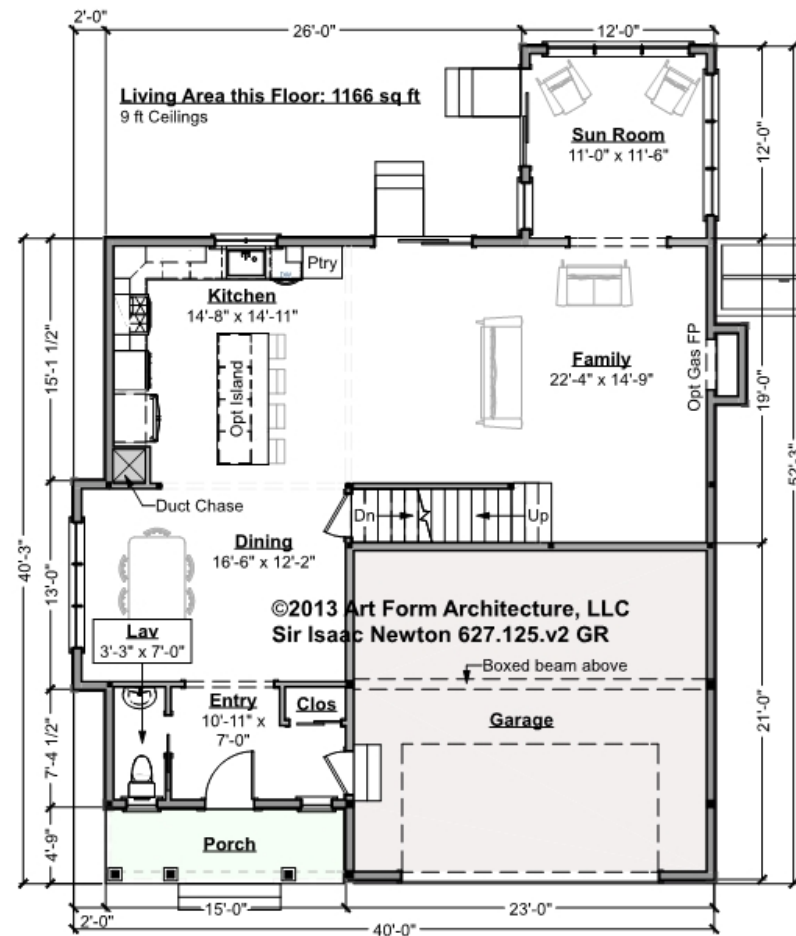 2'-0"
26'-0"
12'-0"
Living Area this Floor: 1166 sq ft
9 ft Ceilings
Sun Room
11'-0" x 11'-6"
12'-0"
Ptry
Kitchen
14'-8" x 14'-11"
15'-1 1/2"
Opt Island
Family
22'-4" x 14'-9"
Opt Gas FP
19'-0"
52'-3"
Duct Chase
Dn
Up
Dining
16'-6" x 12'-2"
40'-3"
13'-0"
©2013 Art Form Architecture, LLC
Sir Isaac Newton 627.125.v2 GR
Lav
3'-3" x 7'-0"
Boxed beam above
Entry
10'-11" x
7'-0"
Clos
Garage
21'-0"
7'-4 1/2"
4'-9"
Porch
2'-0"
15'-0"
23'-0"
40'-0"